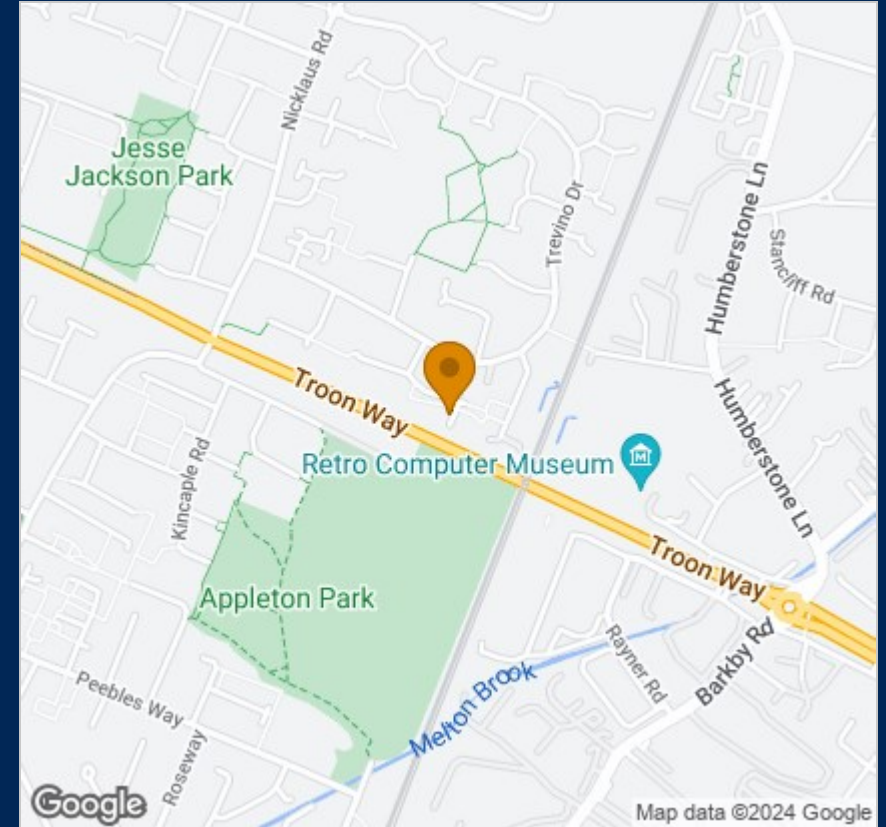 Nicklaus Rd
Jesse
Jackson Park
Trevino Dr
Humberstone Ln
Stancliff Rd
Troon Way
Humberstone Ln
Retro Computer Museum
Kincaple Rd
Troon Way
Appleton Park
Rayner Rd
Barkby Rd
Melton Brook
Peebles Way
Roseway
Google
Map data ©2024 Google